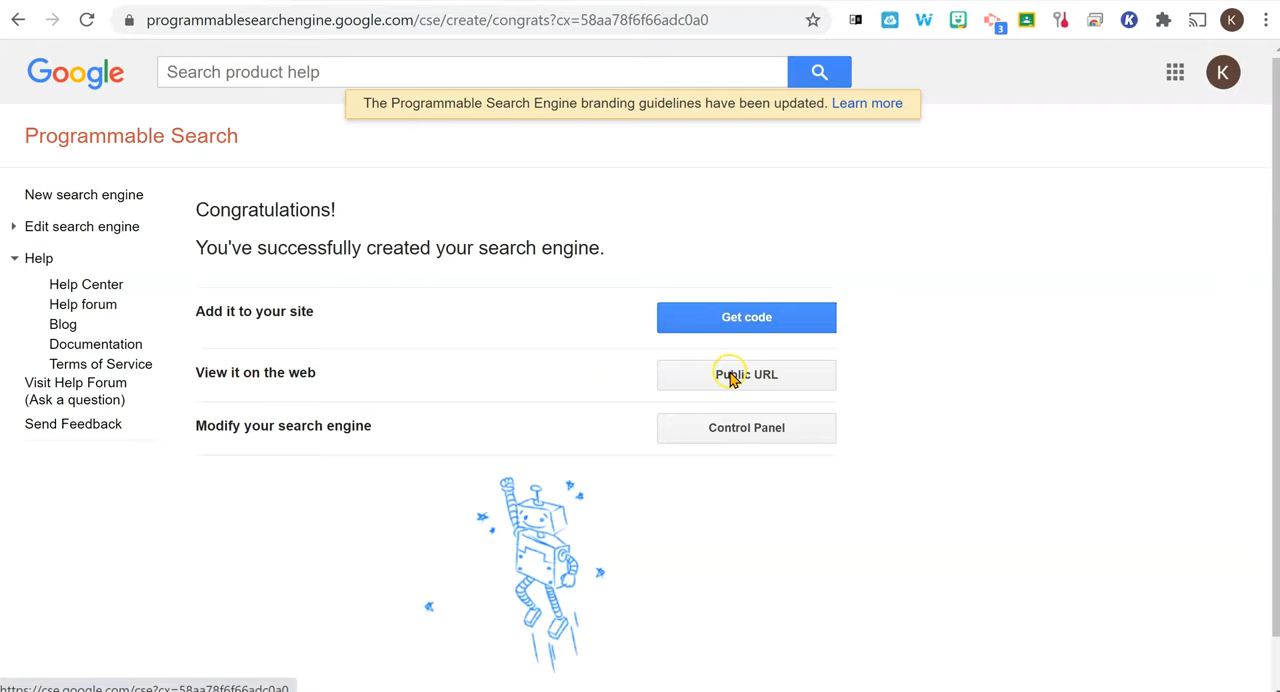 programmablesearchengine.google.com/cse/create/congrats?cx=58aa78f6f66adc0a0
W
3
K
K
Google
Search product help
K
The Programmable Search Engine branding guidelines have been updated. Learn more
Programmable Search
New search engine
Edit search engine
Help
Help Center
Help forum
Blog
Documentation
Terms of Service
Visit Help Forum
(Ask a question)
Send Feedback
Congratulations!
You've successfully created your search engine.
Add it to your site
Get code
View it on the web
Public URL
Modify your search engine
Control Panel
https://cse.google.com/cse?cx=58aa78f6f66adc0a0